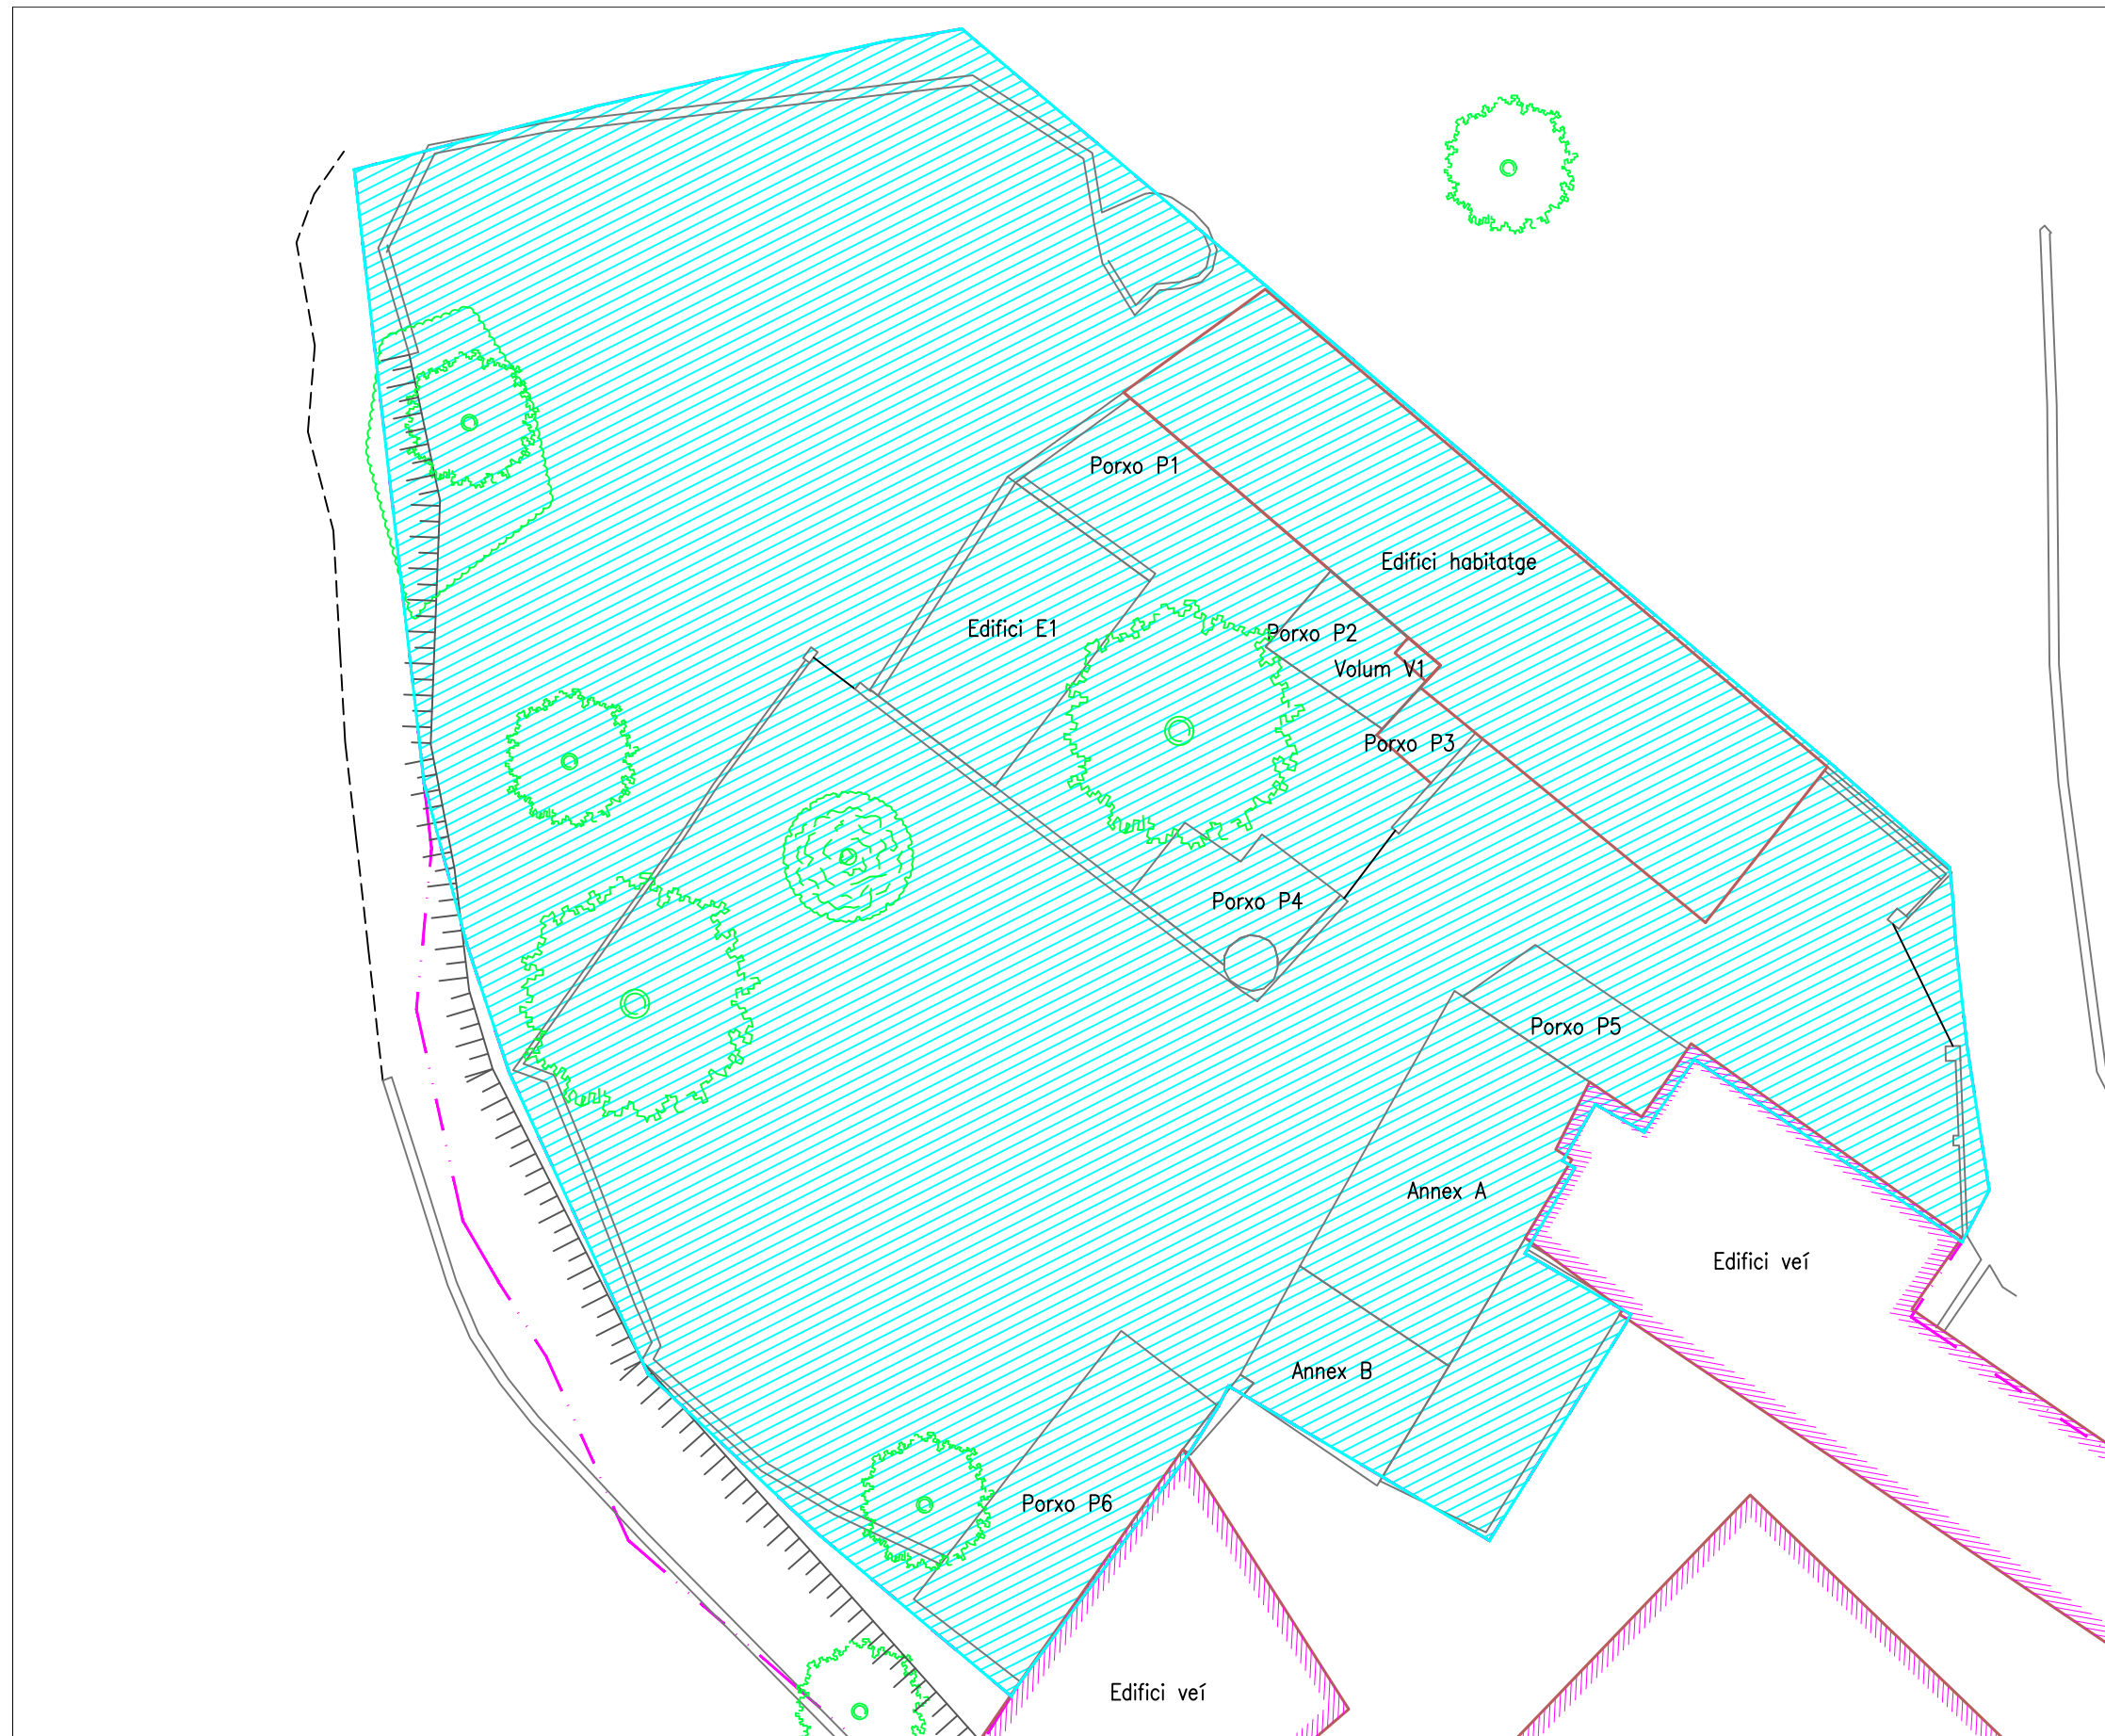 Porxo P1
Edifici habitatge
Edifici E1
Porxo P2
Volum V1
Porxo P3
Porxo P4
Porxo P5
Annex A
Edifici veí
Annex B
Porxo P6
Edifici veí